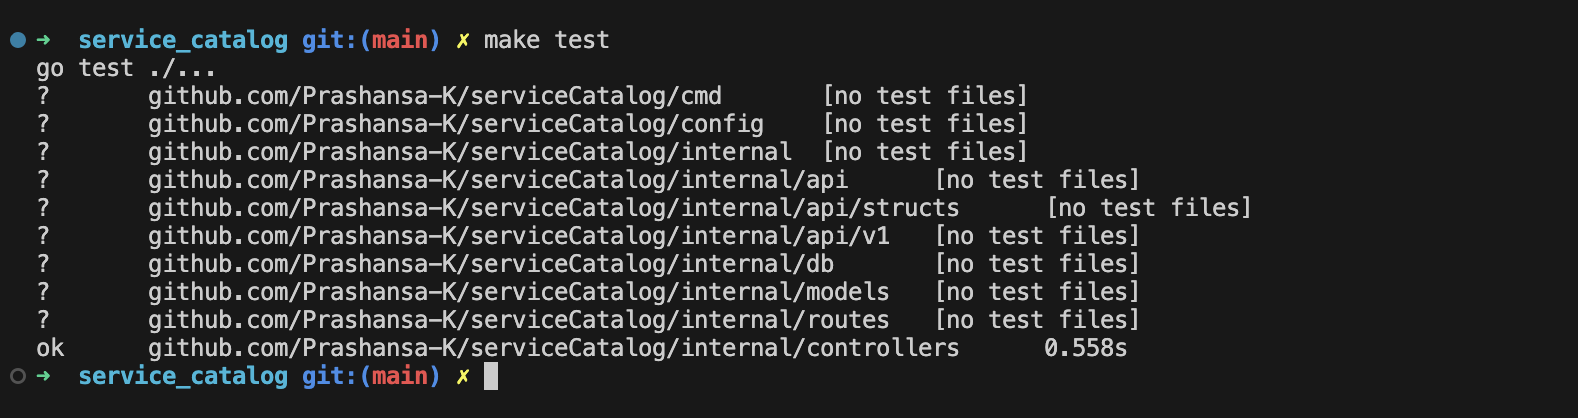 ➜  service_catalog git:(main) ✗ make test
go test ./...
?       github.com/Prashansa-K/serviceCatalog/cmd       [no test files]
?       github.com/Prashansa-K/serviceCatalog/config    [no test files]
?       github.com/Prashansa-K/serviceCatalog/internal  [no test files]
?       github.com/Prashansa-K/serviceCatalog/internal/api      [no test files]
?       github.com/Prashansa-K/serviceCatalog/internal/api/structs      [no test files]
?       github.com/Prashansa-K/serviceCatalog/internal/api/v1   [no test files]
?       github.com/Prashansa-K/serviceCatalog/internal/db       [no test files]
?       github.com/Prashansa-K/serviceCatalog/internal/models   [no test files]
?       github.com/Prashansa-K/serviceCatalog/internal/routes   [no test files]
ok      github.com/Prashansa-K/serviceCatalog/internal/controllers      0.558s
➜  service_catalog git:(main) ✗